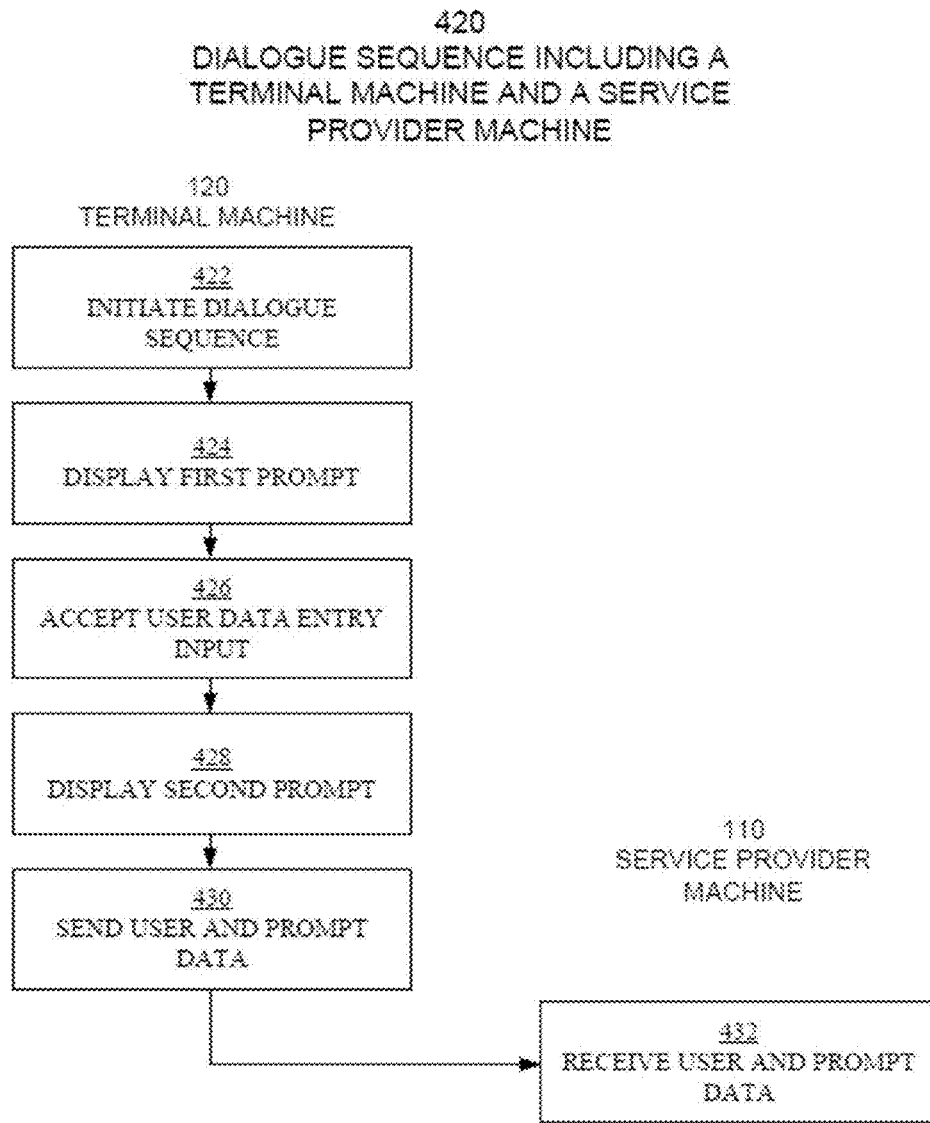 420
DIALOGUE SEQUENCE INCLUDING A
TERMINAL MACHINE AND A SERVICE
PROVIDER MACHINE
120
TERMINAL MACHINE
422
INITIATE DIALOGUE
SEQUENCE
424
DISPLAY FIRST PROMPT
426
ACCEPT USER DATA ENTRY
INPUT
428
DISPLAY SECOND PROMPT
430
SEND USER AND PROMPT
DATA
110
SERVICE PROVIDER
MACHINE
432
RECEIVE USER AND PROMPT
DATA